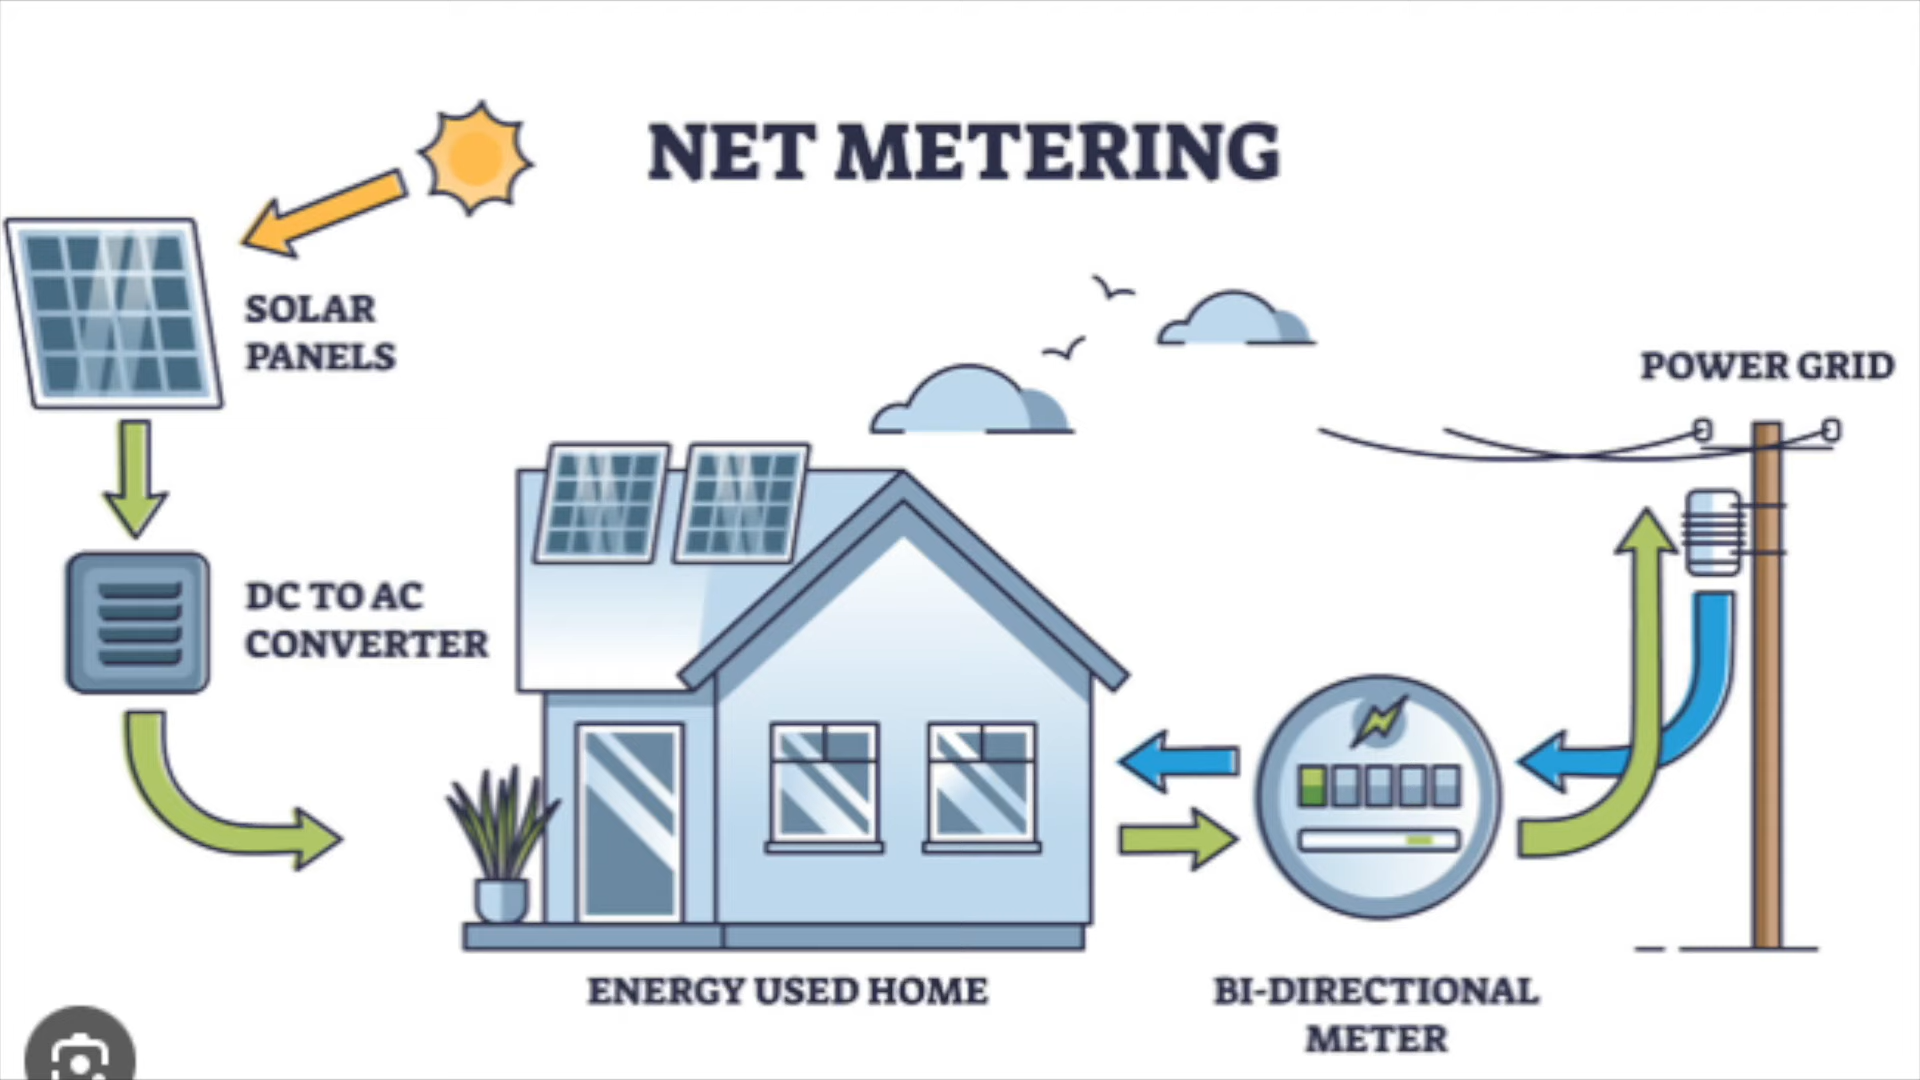 NET METERING
SOLAR
PANELS
POWER GRID
DC TO AC
CONVERTER
ENERGY USED HOME
BI-DIRECTIONAL
METER